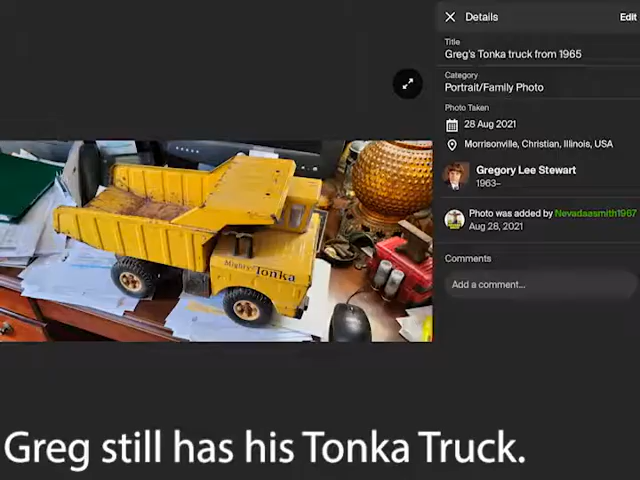 Details
Edit
Title
Greg's Tonka truck from 1965
Category
Portrait/Family Photo
Photo Taken
28 Aug 2021
Morrisonville, Christian, Illinois, USA
Gregory Lee Stewart
1963–
Photo was added by Nevadaasmith1967
Aug 28, 2021
Comments
Add a comment...
Mighty Tonka
Greg still has his Tonka Truck.